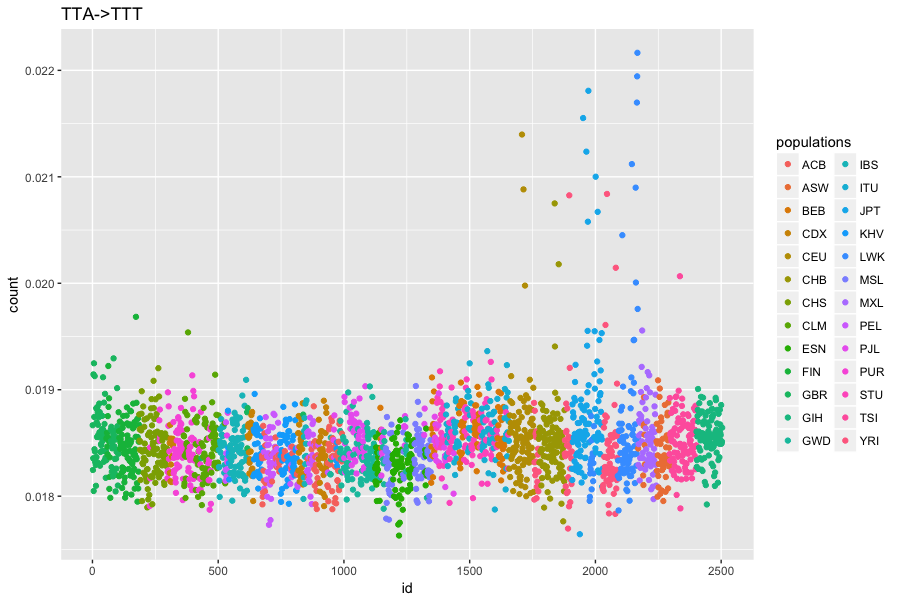 TTA->TTT
count
0.022
0.021
0.020
0.019
0.018
0 500 1000 1500 2000 2500
id
populations
ACB IBS
ASW ITU
BEB JPT
CDX KHV
CEU LWK
CHB MSL
CHS MXL
CLM PEL
ESN PJL
FIN PUR
GBR STU
GIH TSI
GWD YRI